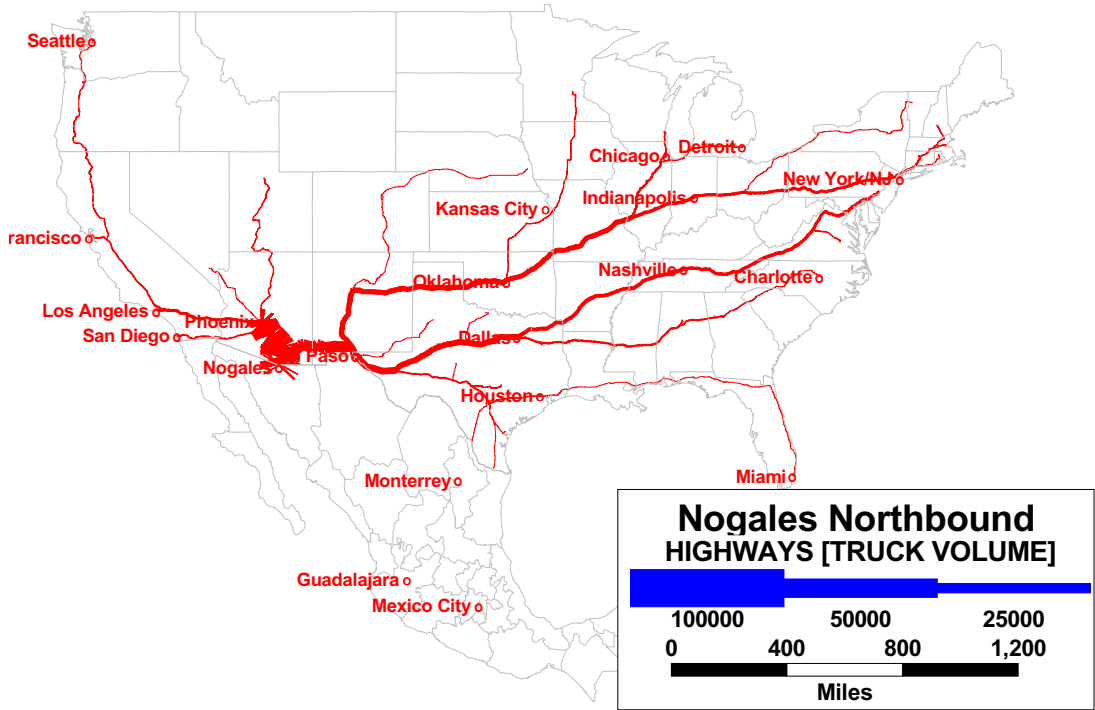 Seattle
Chicago
Detroit
New York/NJ
Indianapolis
Kansas City
rancisco
Nashville
Charlotte
Oklahoma
Los Angeles
Phoenix
San Diego
Dallas
Paso
Nogales
Houston
Miami
Monterrey
Guadalajara
Mexico City
Nogales Northbound
HIGHWAYS [TRUCK VOLUME]
100000 50000 25000
0 400 800 1,200
Miles